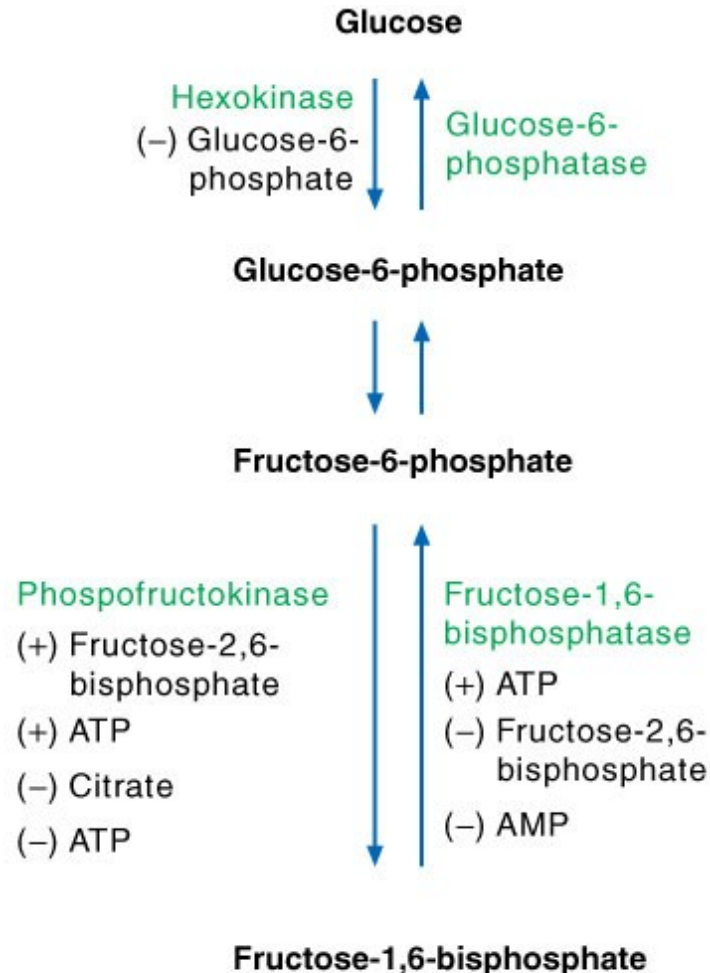 Glucose
Hexokinase
(−) Glucose-6-
phosphate
Glucose-6-
phosphatase
Glucose-6-phosphate
Fructose-6-phosphate
Phospofructokinase
(+) Fructose-2,6-
bisphosphate
(+) ATP
(−) Citrate
(−) ATP
Fructose-1,6-
bisphosphatase
(+) ATP
(−) Fructose-2,6-
bisphosphate
(−) AMP
Fructose-1,6-bisphosphate